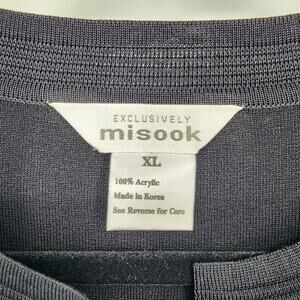 EXCLUSIVELY
misook
XL
100% Acrylic
Made in Korea
See Reverse for Care